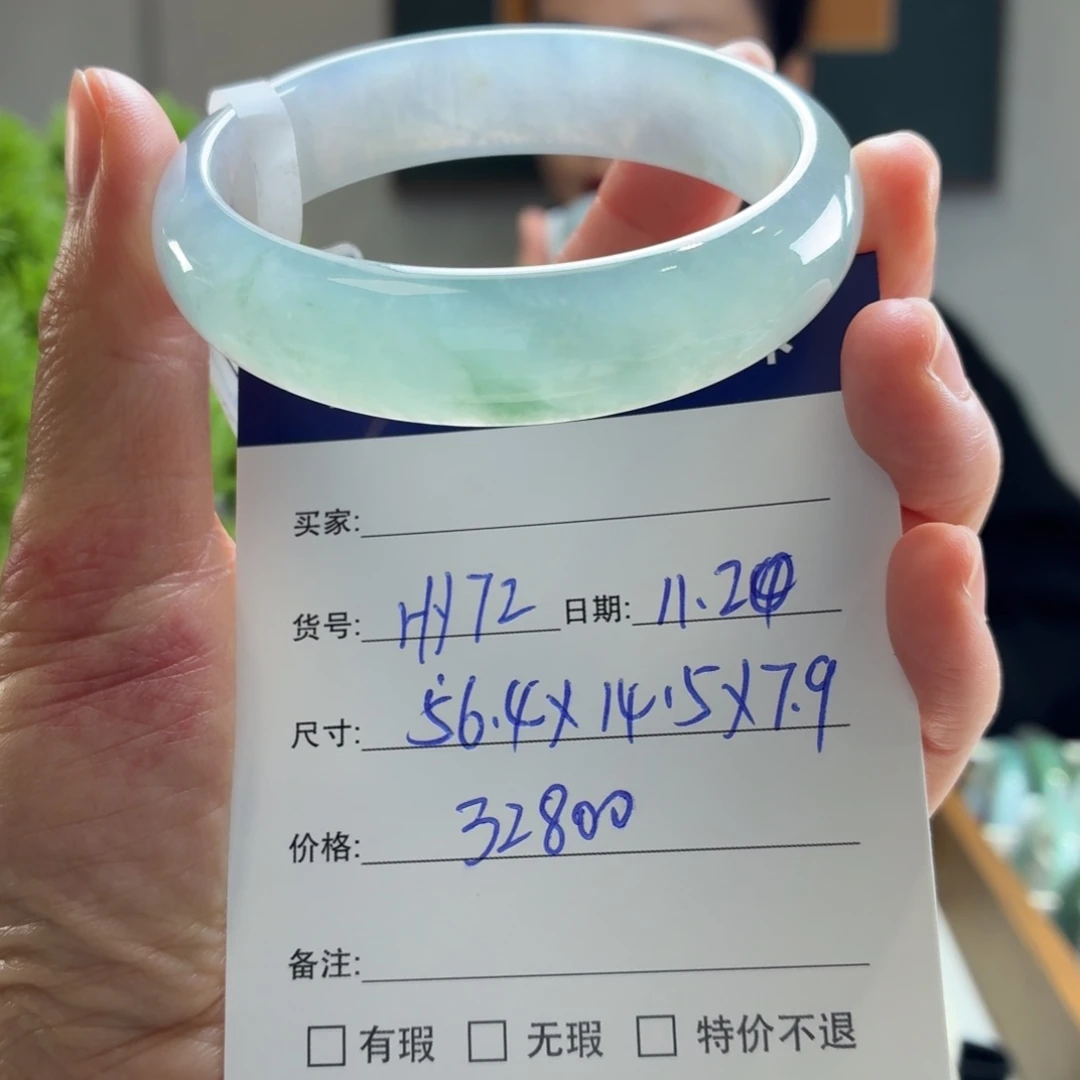 买家:
货号: HY72 日期: 11.24
尺寸: 56.4X14.5X7.9
价格: 32800
备注:
□ 有瑕 □ 无瑕 □ 特价不退